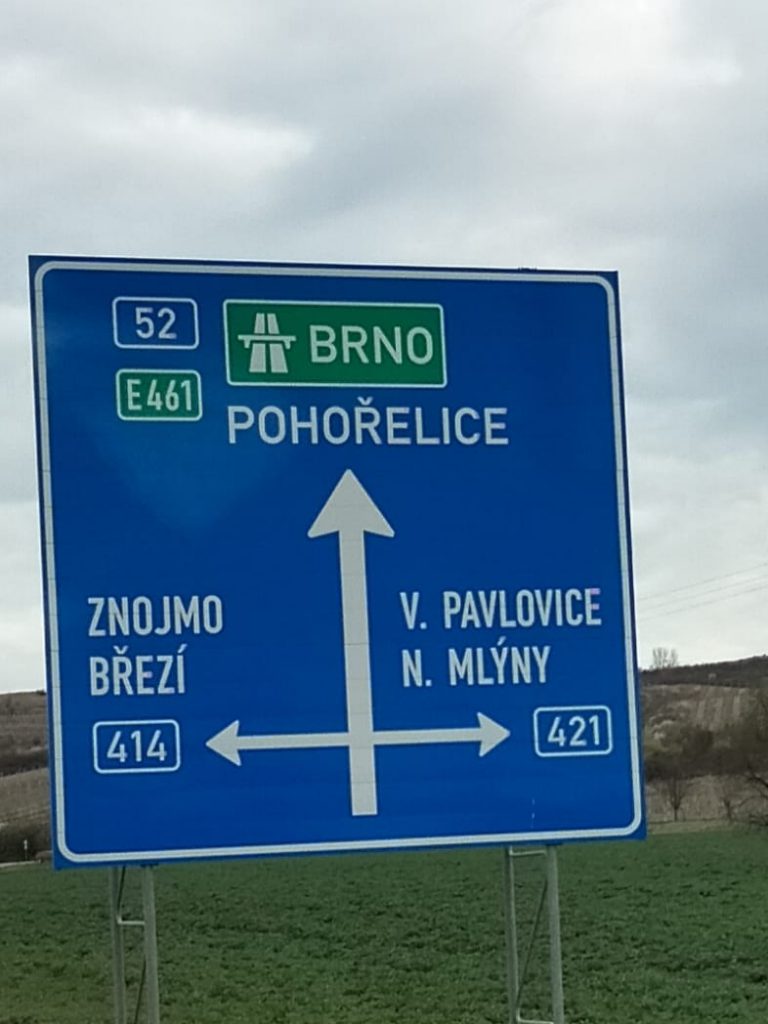 52 BRNO
E461
POHOŘELICE
ZNOJMO
BŘEZÍ
414
V. PAVLOVICE
N. MLÝNY
421